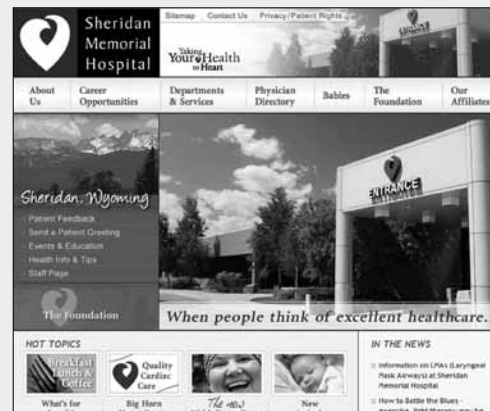 Sheridan
Memorial
Hospital
Sitemap Contact Us Privacy/Patient Rights
Taking
Your Health
to Heart
ENTRANCE
About Us
Career Opportunities
Departments & Services
Physician Directory
Babies
The Foundation
Our Affiliates
Sheridan, Wyoming
Patient Feedback
Send a Patient Greeting
Events & Education
Health Info & Tips
Staff Page
The Foundation
ENTRANCE
When people think of excellent healthcare..
HOT TOPICS
Breakfast
Lunch &
Coffee
What's for
Quality
Cardiac
Care
Big Horn
The new
New
IN THE NEWS
Information on LMAs (Laryngeal
Mask Airways) at Sheridan
Memorial Hospital
How to Battle the Blues -